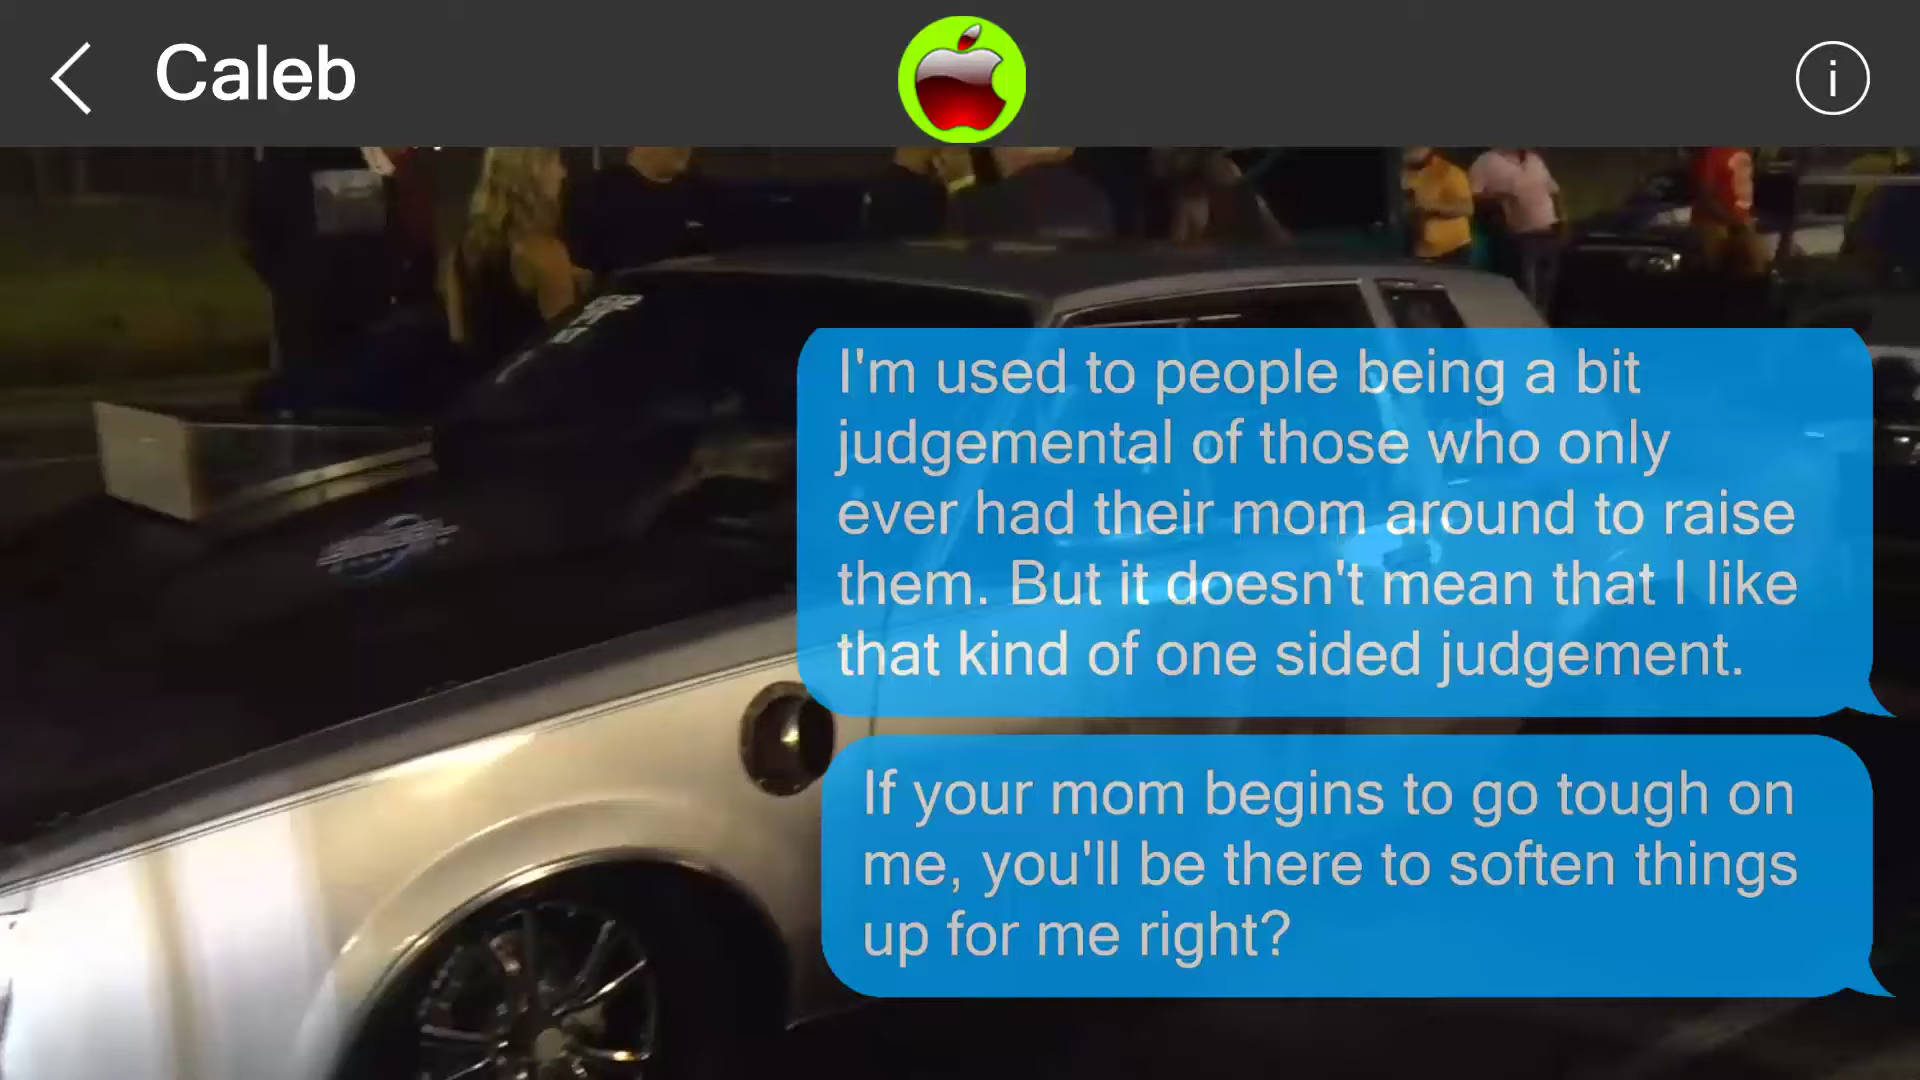 Caleb
i
I'm used to people being a bit
judgemental of those who only
ever had their mom around to raise
them. But it doesn't mean that I like
that kind of one sided judgement.
If your mom begins to go tough on
me, you'll be there to soften things
up for me right?